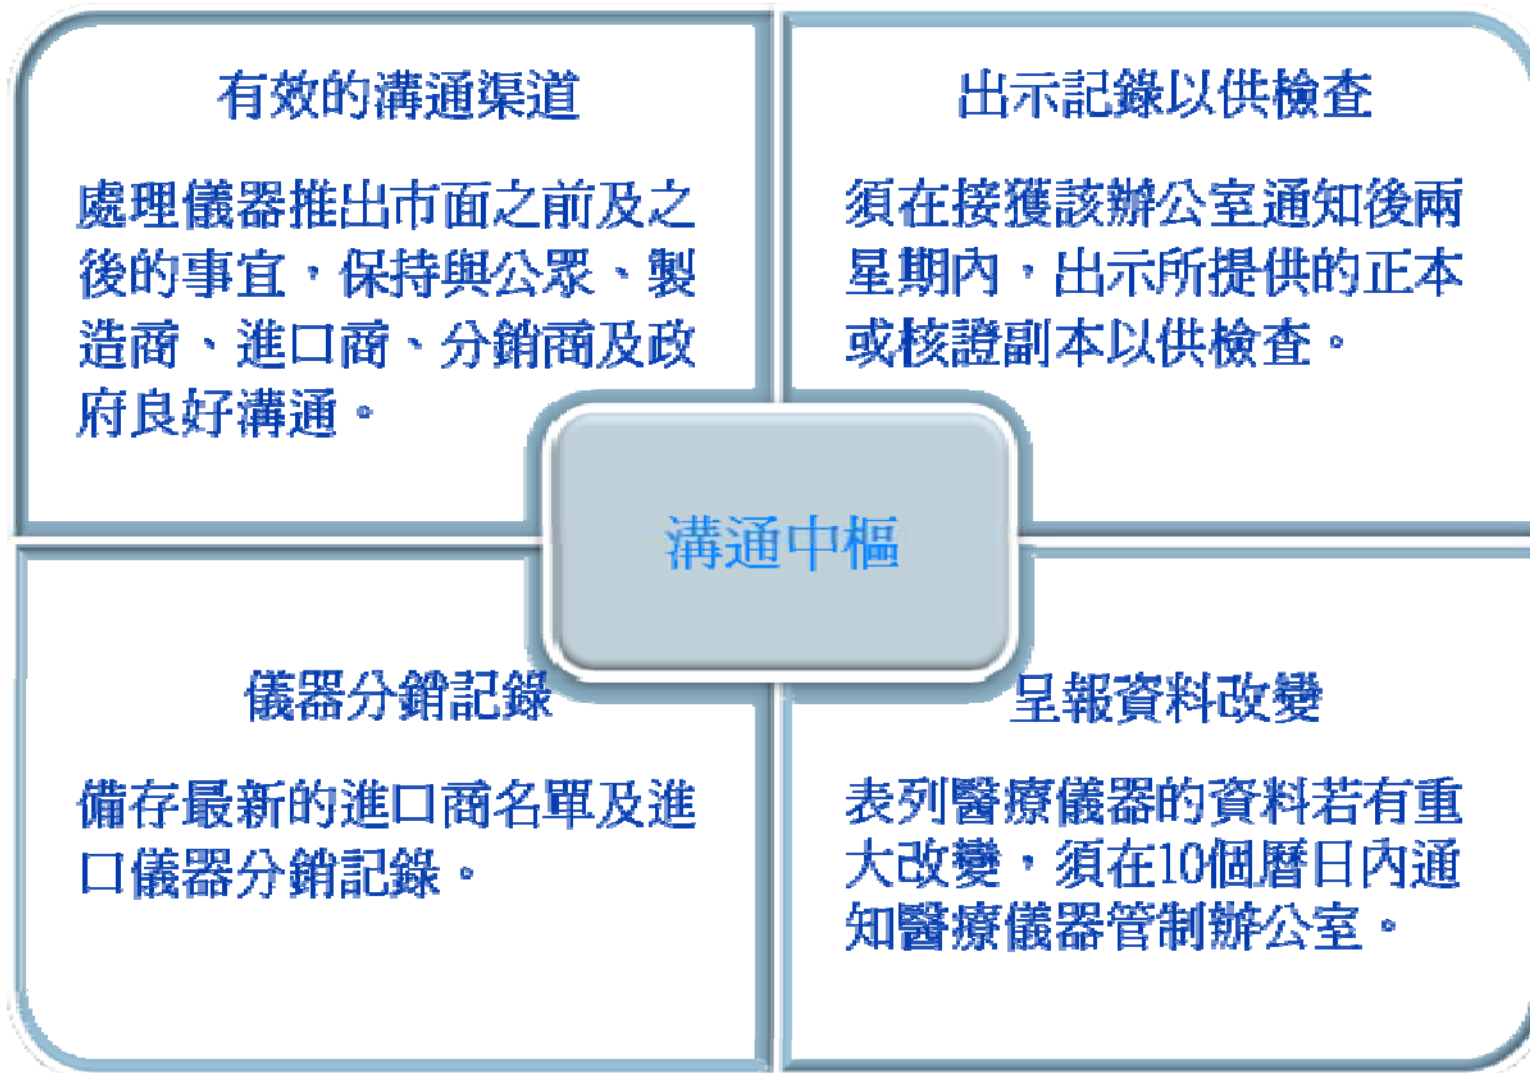 有效的溝通渠道
處理儀器推出市面之前及之
後的事宜，保持與公眾、製
造商、進口商、分銷商及政
府良好溝通。
出示記錄以供檢查
須在接獲該辦公室通知後兩
星期內，出示所提供的正本
或核證副本以供檢查。
溝通中樞
儀器分銷記錄
備存最新的進口商名單及進
口儀器分銷記錄。
呈報資料改變
表列醫療儀器的資料若有重
大改變，須在10個曆日內通
知醫療儀器管制辦公室。